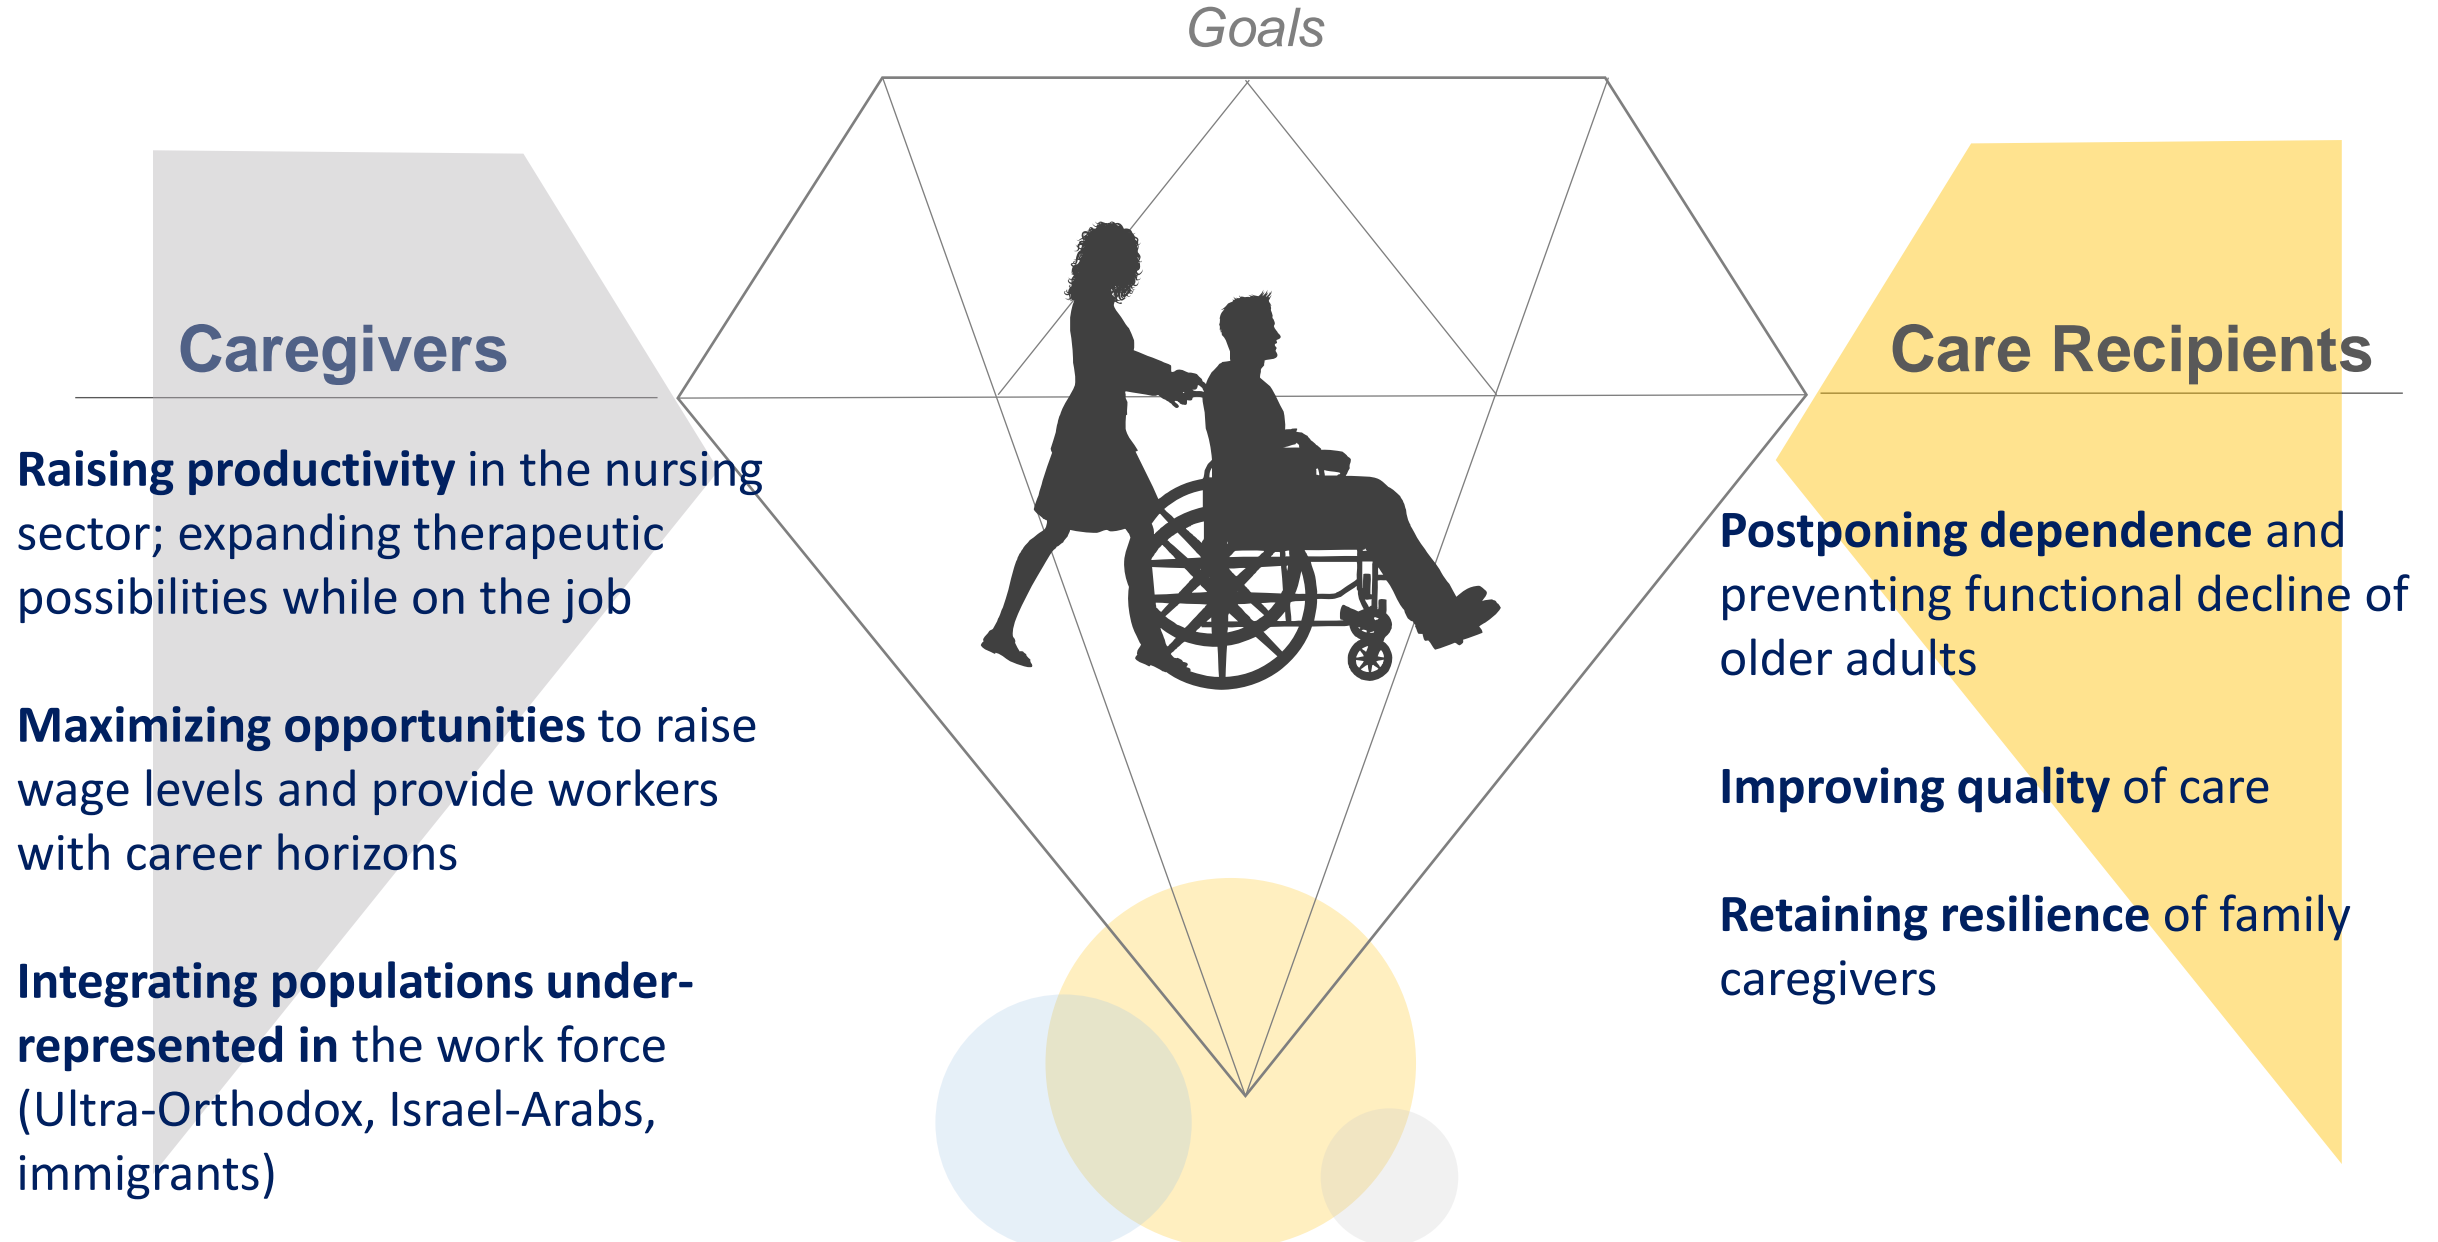 Goals
Caregivers
Raising productivity in the nursing
sector; expanding therapeutic
possibilities while on the job
Maximizing opportunities to raise
wage levels and provide workers
with career horizons
Integrating populations under-
represented in the work force
(Ultra-Orthodox, Israel-Arabs,
immigrants)
Care Recipients
Postponing dependence and
preventing functional decline of
older adults
Improving quality of care
Retaining resilience of family
caregivers